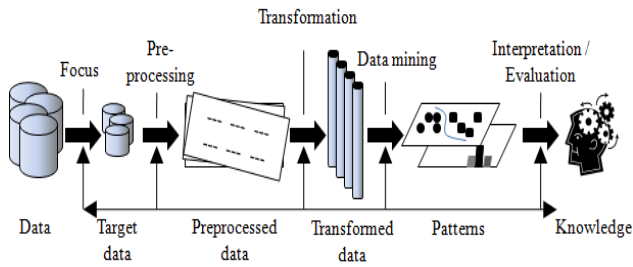 Transformation
Focus
Pre-
processing
Data mining
Interpretation /
Evaluation
Data
Target
data
Preprocessed
data
Transformed
data
Patterns
Knowledge